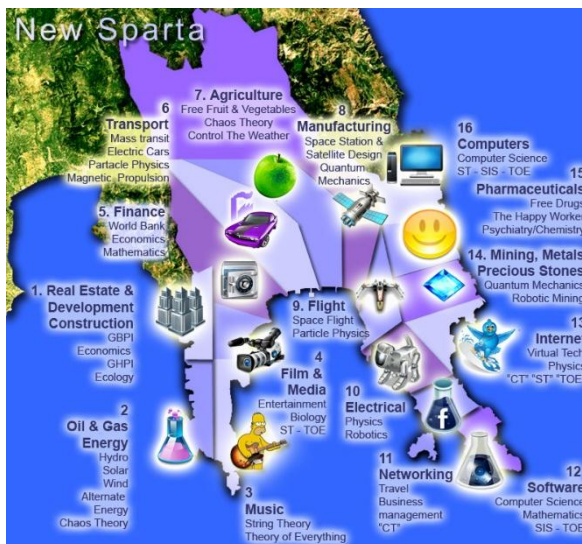 New Sparta
7. Agriculture
Free Fruit & Vegetables
Chaos Theory
Control The Weather
6
Transport
Mass transit
Electric Cars
Partacle Physics
Magnetic Propulsion
8
Manufacturing
Space Station &
Satellite Design
Quantum
Mechanics
16
Computers
Computer Science
ST - SIS - TOE
15
Pharmaceuticals
Free Drugs
The Happy Worker
Psychiatry/Chemistry
5. Finance
World Bank
Economics
Mathematics
14. Mining, Metals
Precious Stones
Quantum Mechanics
Robotic Mining
1. Real Estate &
Development
Construction
GBPI
Economics
GHPI
Ecology
9. Flight
Space Flight
Particle Physics
13
Internet
Virtual Tech
Physics
"CT" "ST" "TOE"
4
Film &
Media
Entertainment
Biology
ST - TOE
10
Electrical
Physics
Robotics
2
Oil & Gas
Energy
Hydro
Solar
Wind
Alternate
Energy
Chaos Theory
f
11
Networking
Travel
Business
management
"CT"
12
Software
Computer Science
Mathematics
SIS - TOE
3
Music
String Theory
Theory of Everything